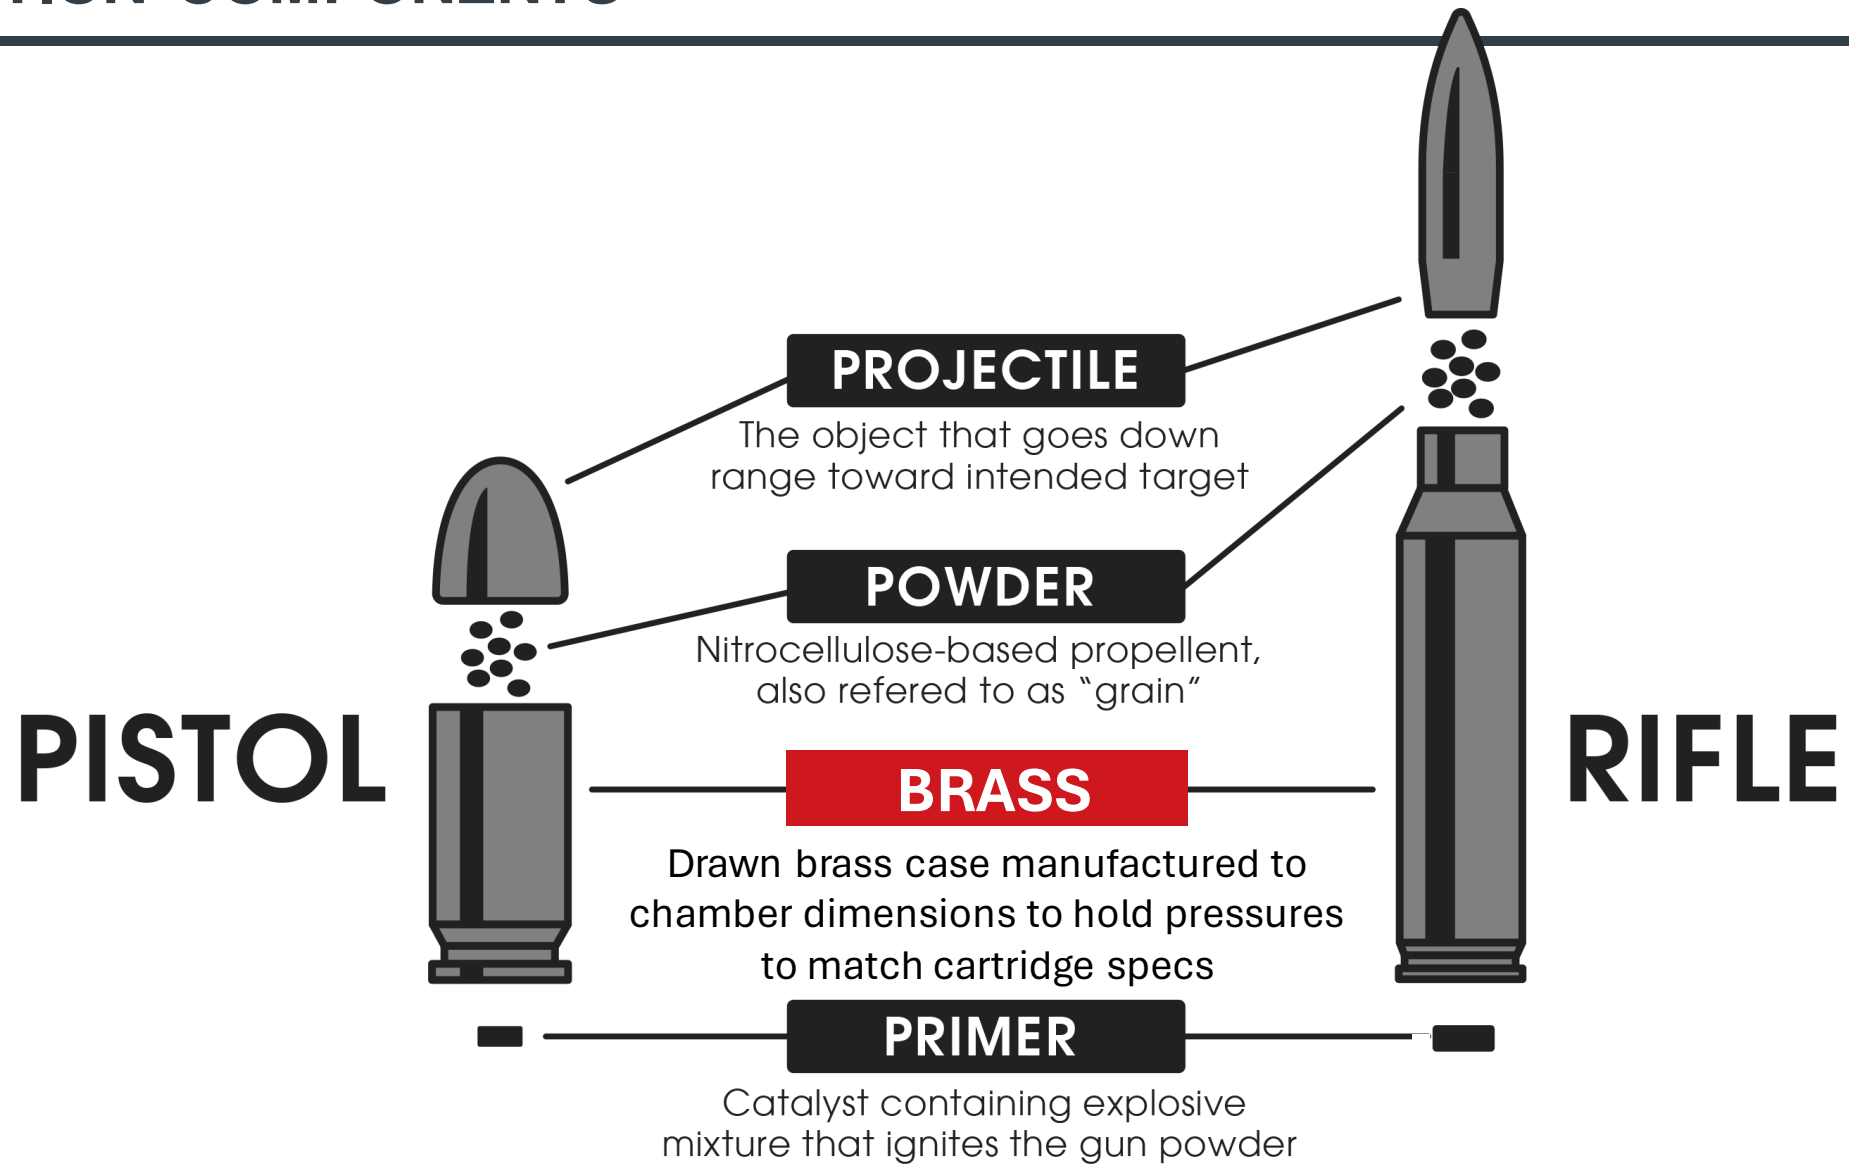 COMPONENTS
PROJECTILE
The object that goes down
range toward intended target
POWDER
Nitrocellulose-based propellent,
also refered to as “grain”
PISTOL
RIFLE
BRASS
Drawn brass case manufactured to
chamber dimensions to hold pressures
to match cartridge specs
PRIMER
Catalyst containing explosive
mixture that ignites the gun powder